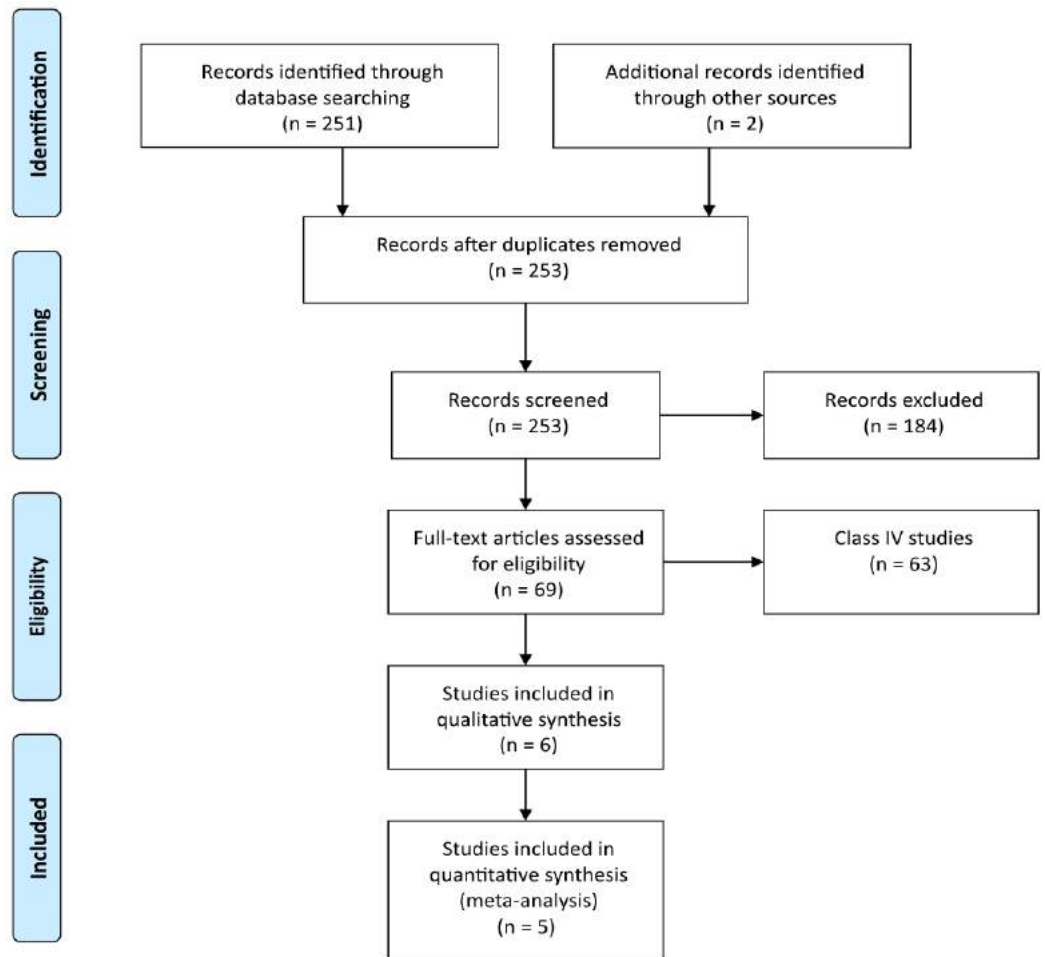 Identification
Records identified through
database searching
(n = 251)
Additional records identified
through other sources
(n = 2)
Screening
Records after duplicates removed
(n = 253)
Records screened
(n = 253)
Records excluded
(n = 184)
Eligibility
Full-text articles assessed
for eligibility
(n = 69)
Class IV studies
(n = 63)
Studies included in
qualitative synthesis
(n = 6)
Included
Studies included in
quantitative synthesis
(meta-analysis)
(n = 5)